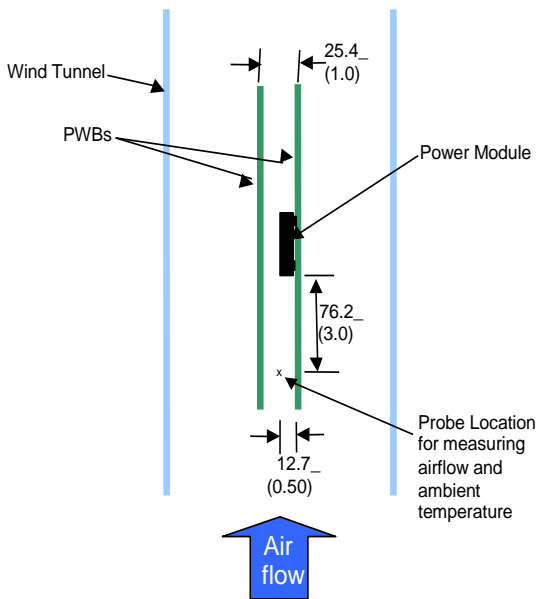 25.4_
(1.0)
Wind Tunnel
PWBs
Power Module
76.2_
(3.0)
x
Probe Location
for measuring
airflow and
ambient
temperature
12.7_
(0.50)
Air
flow